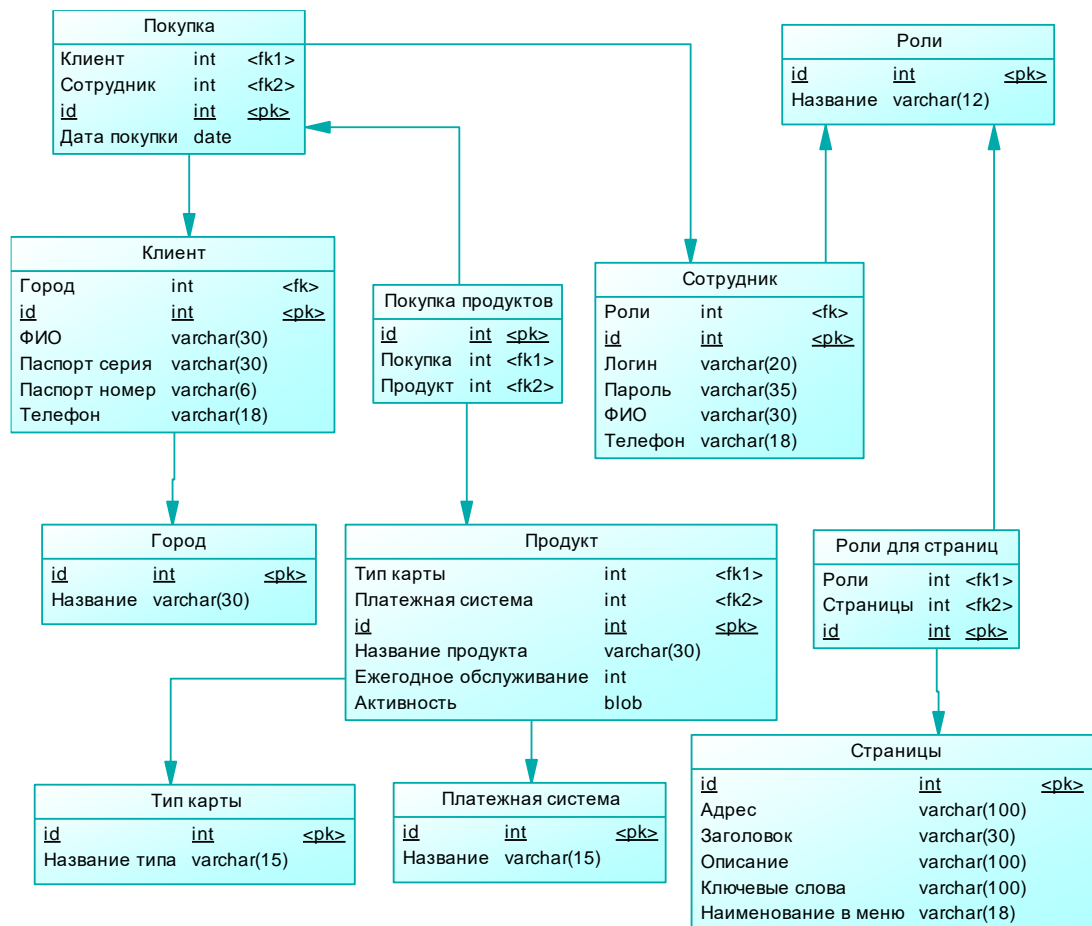 Покупка
Клиент int <fk1>
Сотрудник int <fk2>
id int <pk>
Дата покупки date
Роли
id int <pk>
Название varchar(12)
Клиент
Город int <fk>
id int <pk>
ФИО varchar(30)
Паспорт серия varchar(30)
Паспорт номер varchar(6)
Телефон varchar(18)
Покупка продуктов
id int <pk>
Покупка int <fk1>
Продукт int <fk2>
Сотрудник
Роли int <fk>
id int <pk>
Логин varchar(20)
Пароль varchar(35)
ФИО varchar(30)
Телефон varchar(18)
Город
id int <pk>
Название varchar(30)
Продукт
Тип карты int <fk1>
Платежная система int <fk2>
id int <pk>
Название продукта varchar(30)
Ежегодное обслуживание int
Активность blob
Роли для страниц
Роли int <fk1>
Страницы int <fk2>
id int <pk>
Тип карты
id int <pk>
Название типа varchar(15)
Платежная система
id int <pk>
Название varchar(15)
Страницы
id int <pk>
Адрес varchar(100)
Заголовок varchar(30)
Описание varchar(100)
Ключевые слова varchar(100)
Наименование в меню varchar(18)